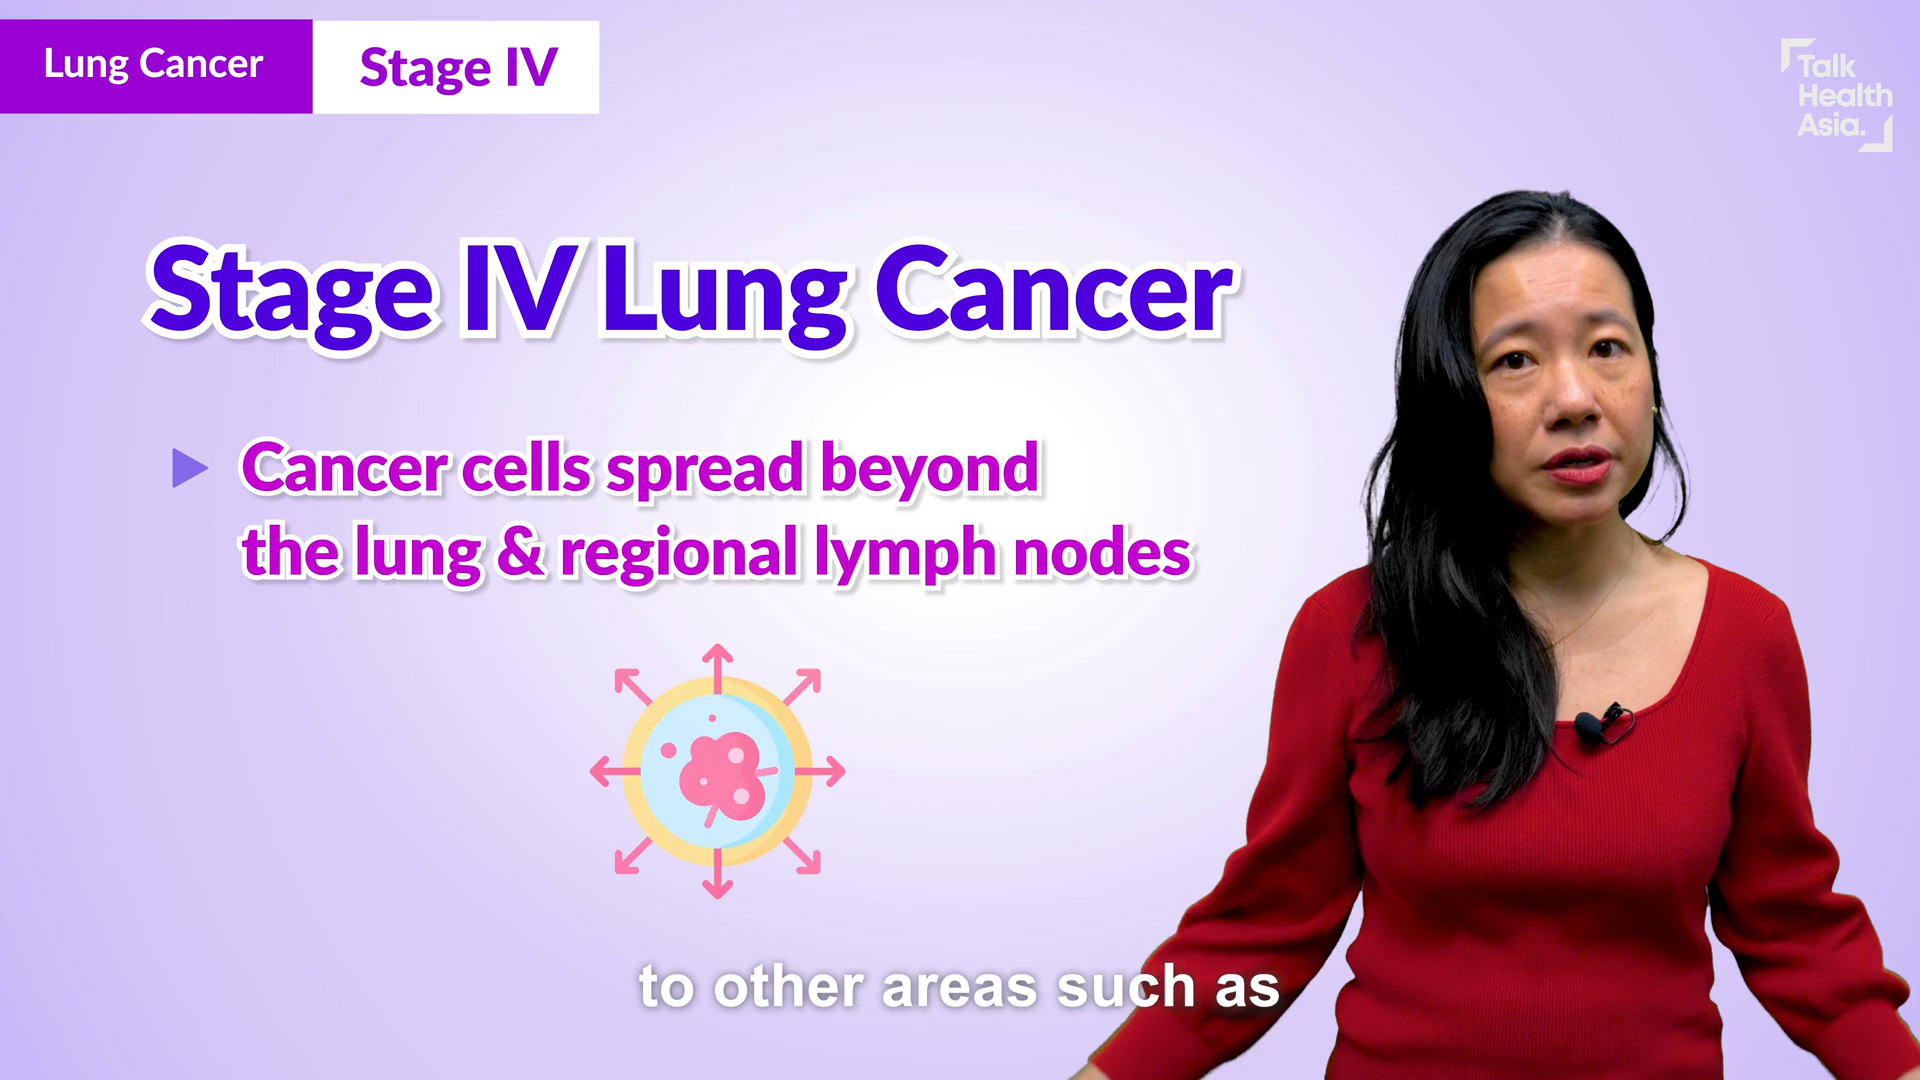 Lung Cancer
Stage IV
Talk
Health
Asia.
Stage IV Lung Cancer
Cancer cells spread beyond
the lung & regional lymph nodes
to other areas such as